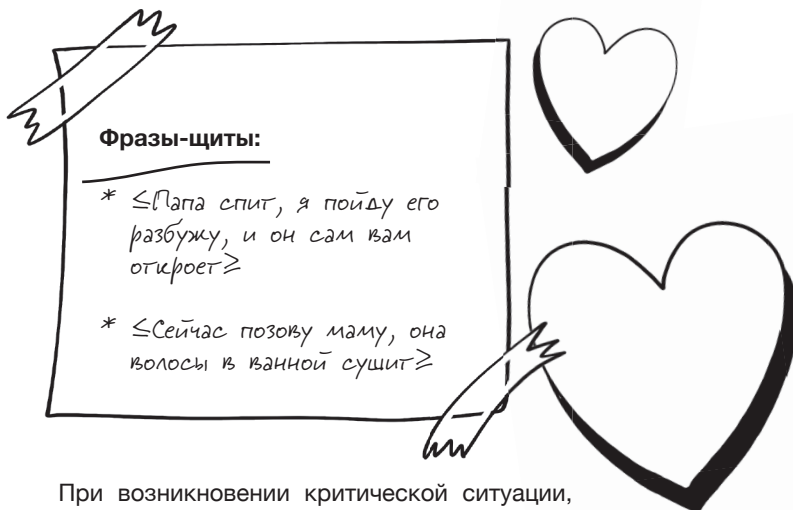 Фразы-щиты:
* ≤Папа спит, я пойду его
разбужу, и он сам вам
откроет≥
* ≤Сейчас позову маму, она
волосы в ванной сушит≥
При возникновении критической ситуации,